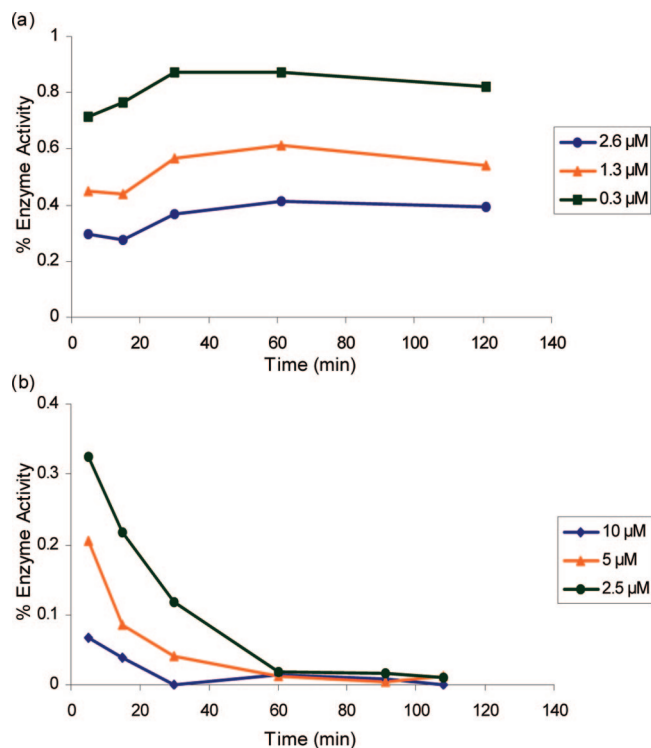 (a)
1
0.8
0.6
0.4
0.2
0
% Enzyme Activity
0 20 40 60 80 100 120 140
Time (min)
2.6 µM
1.3 µM
0.3 µM
(b)
0.4
0.3
0.2
0.1
0
% Enzyme Activity
0 20 40 60 80 100 120 140
Time (min)
10 µM
5 µM
2.5 µM